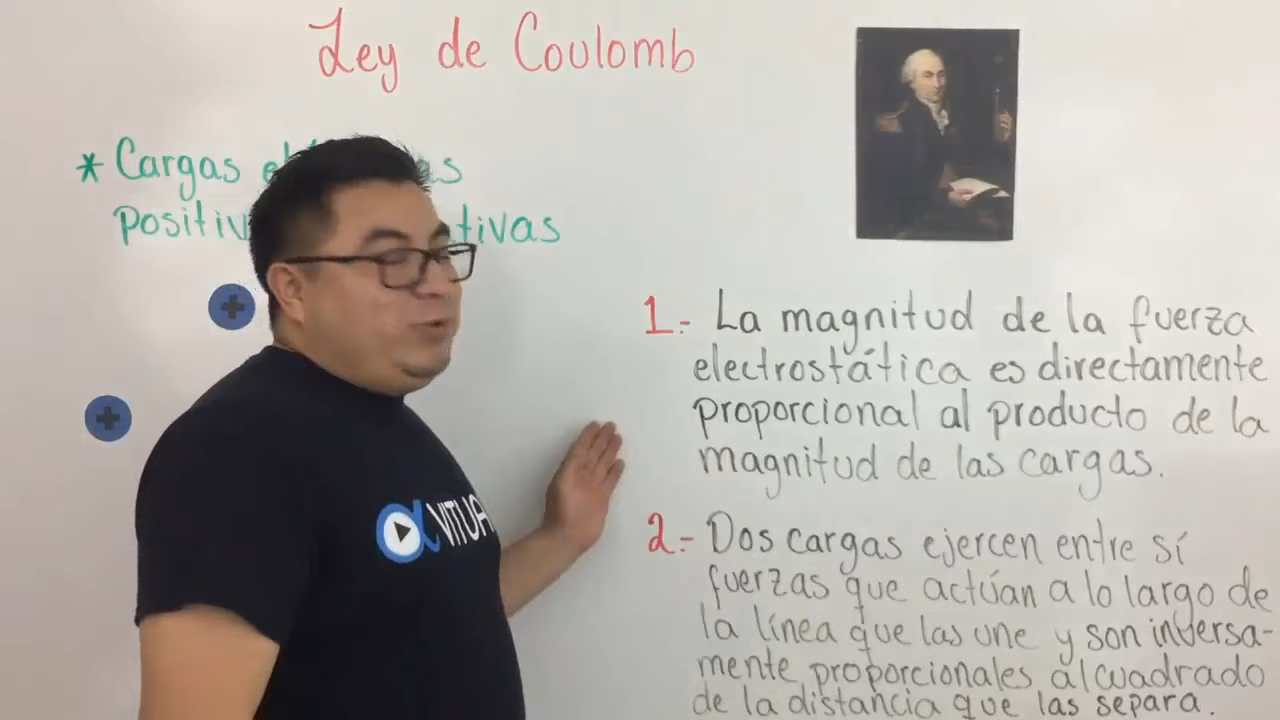 Ley de Coulomb
* Cargas
positiv
1.- La magnitud de la fuerza
electrostática es directamente
proporcional al producto de la
magnitud de las cargas.
2.- Dos cargas ejercen entre sí
fuerzas que actúan a lo largo de
la línea que las une y son inversa-
mente proporcionales al cuadrado
de la distancia que las separa.
+
+
VITUA